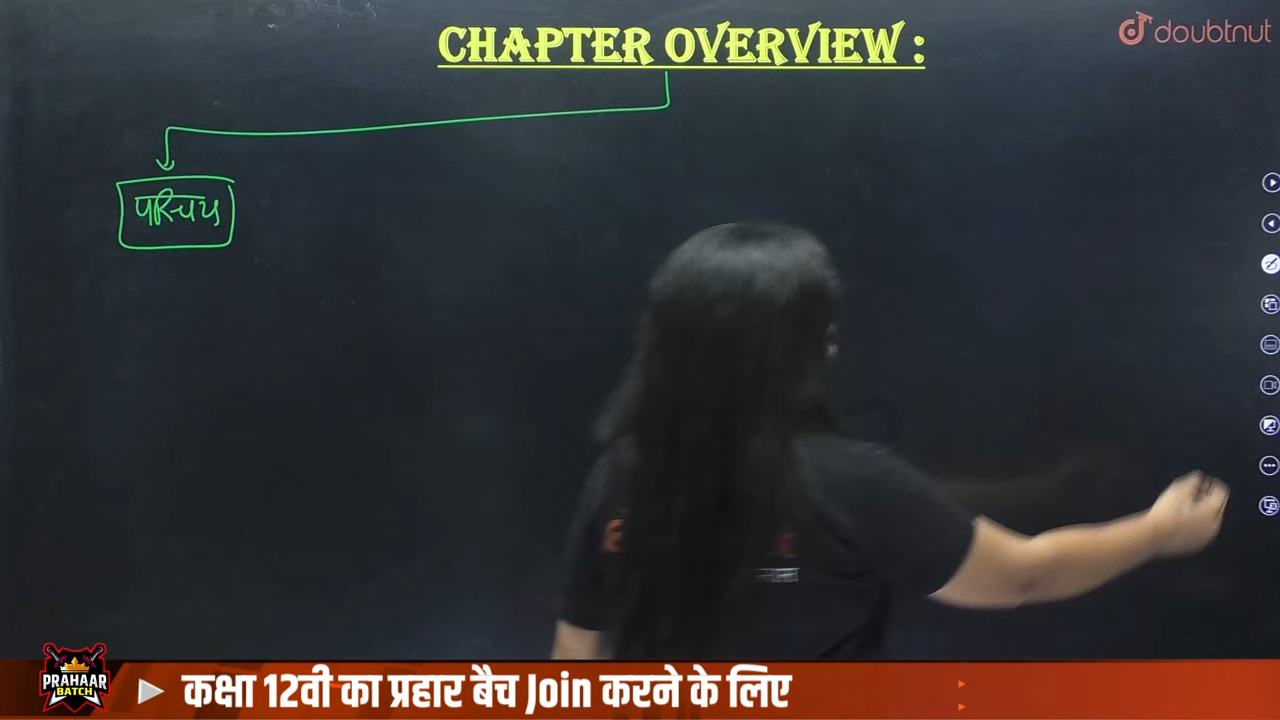 CHAPTER OVERVIEW :
doubtnut
परिचय
PRAHAAR
BATCH
कक्षा 12वी का प्रहार बैच Join करने के लिए